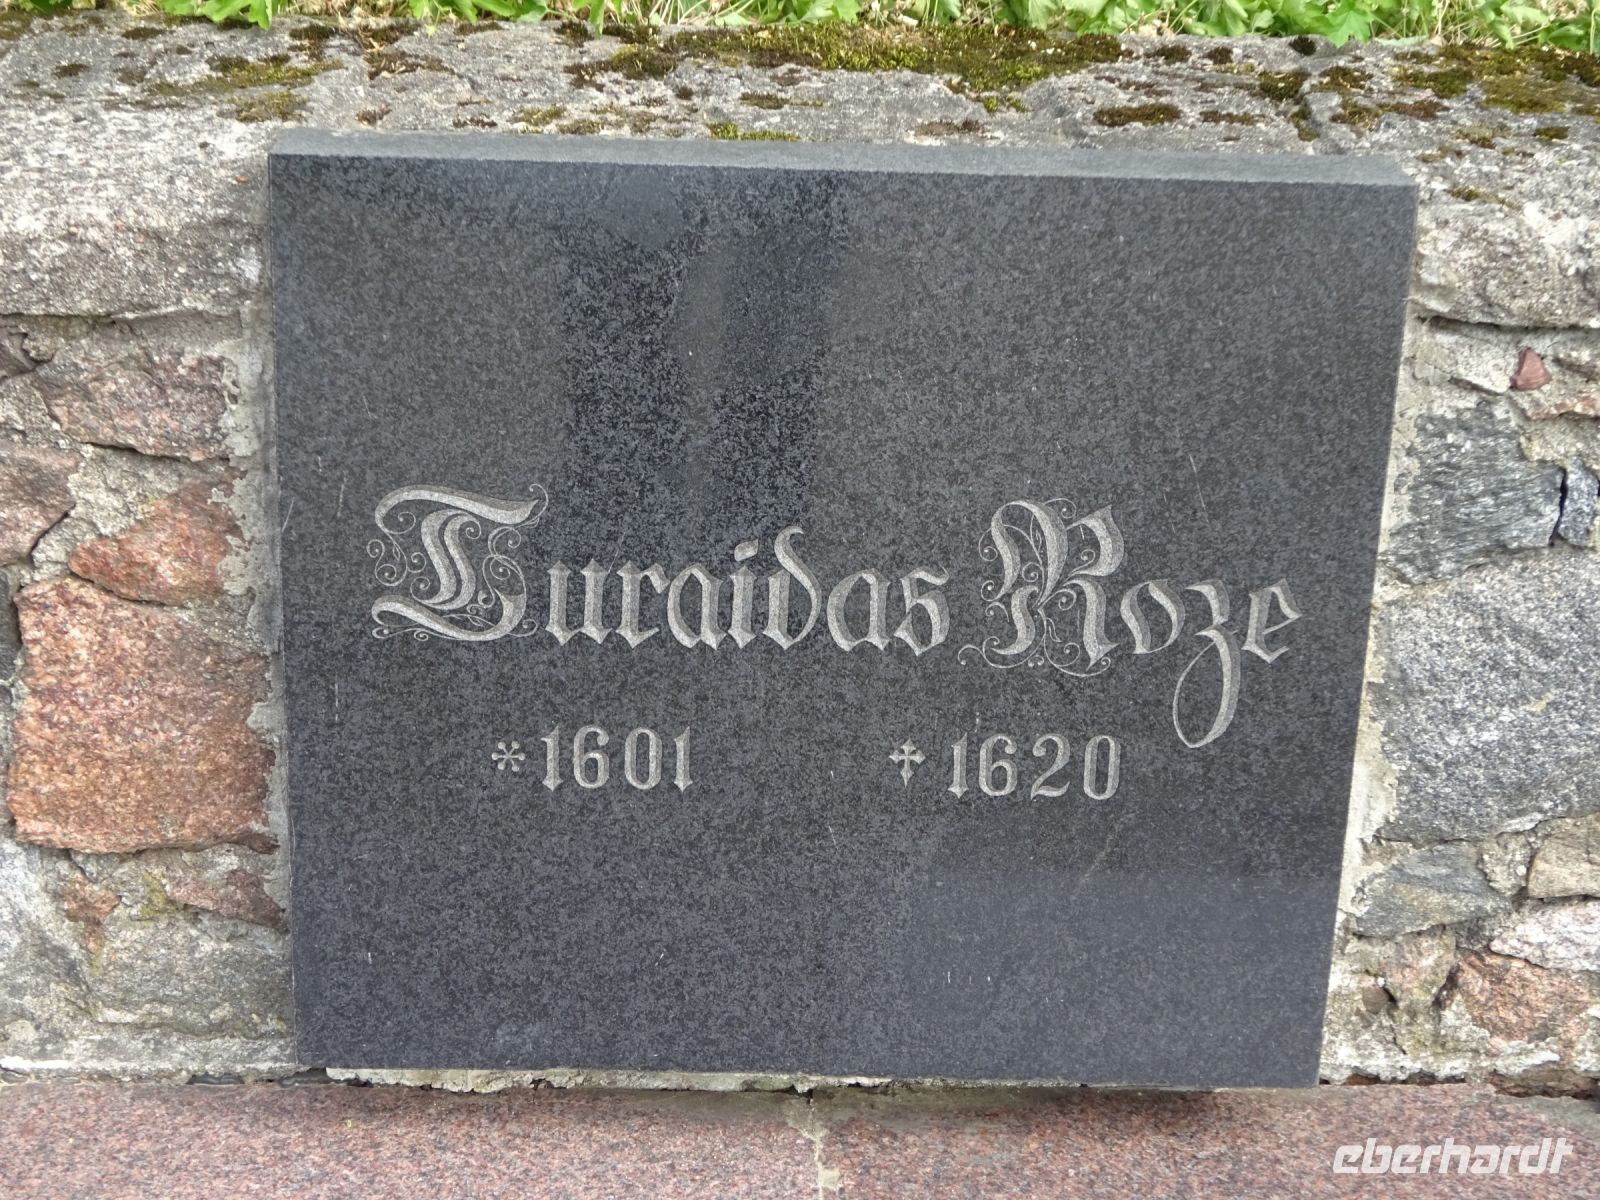 Turaidas Roze
*1601 ✝1620
eberhardt